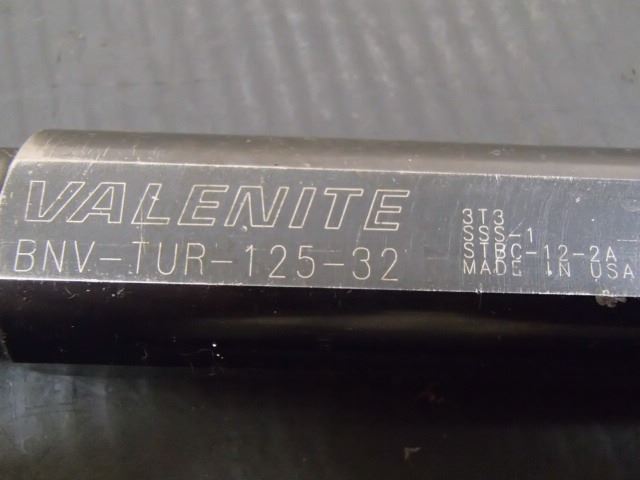 VALENITE
BNV-TUR-125-32
3T3
SSS-1
STBC-12-2A
MADE IN USA